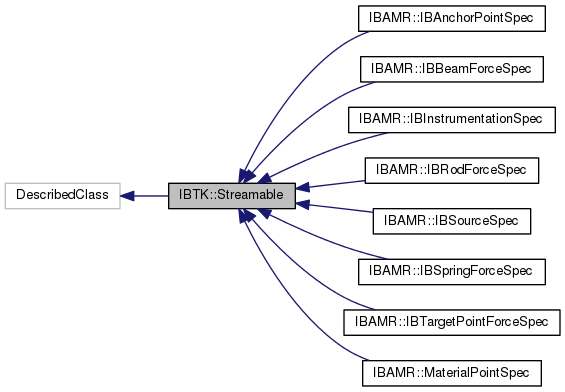 IBAMR::IBAnchorPointSpec
IBAMR::IBBeamForceSpec
IBAMR::IBInstrumentationSpec
IBAMR::IBRodForceSpec
DescribedClass
IBTK::Streamable
IBAMR::IBSourceSpec
IBAMR::IBSpringForceSpec
IBAMR::IBTargetPointForceSpec
IBAMR::MaterialPointSpec